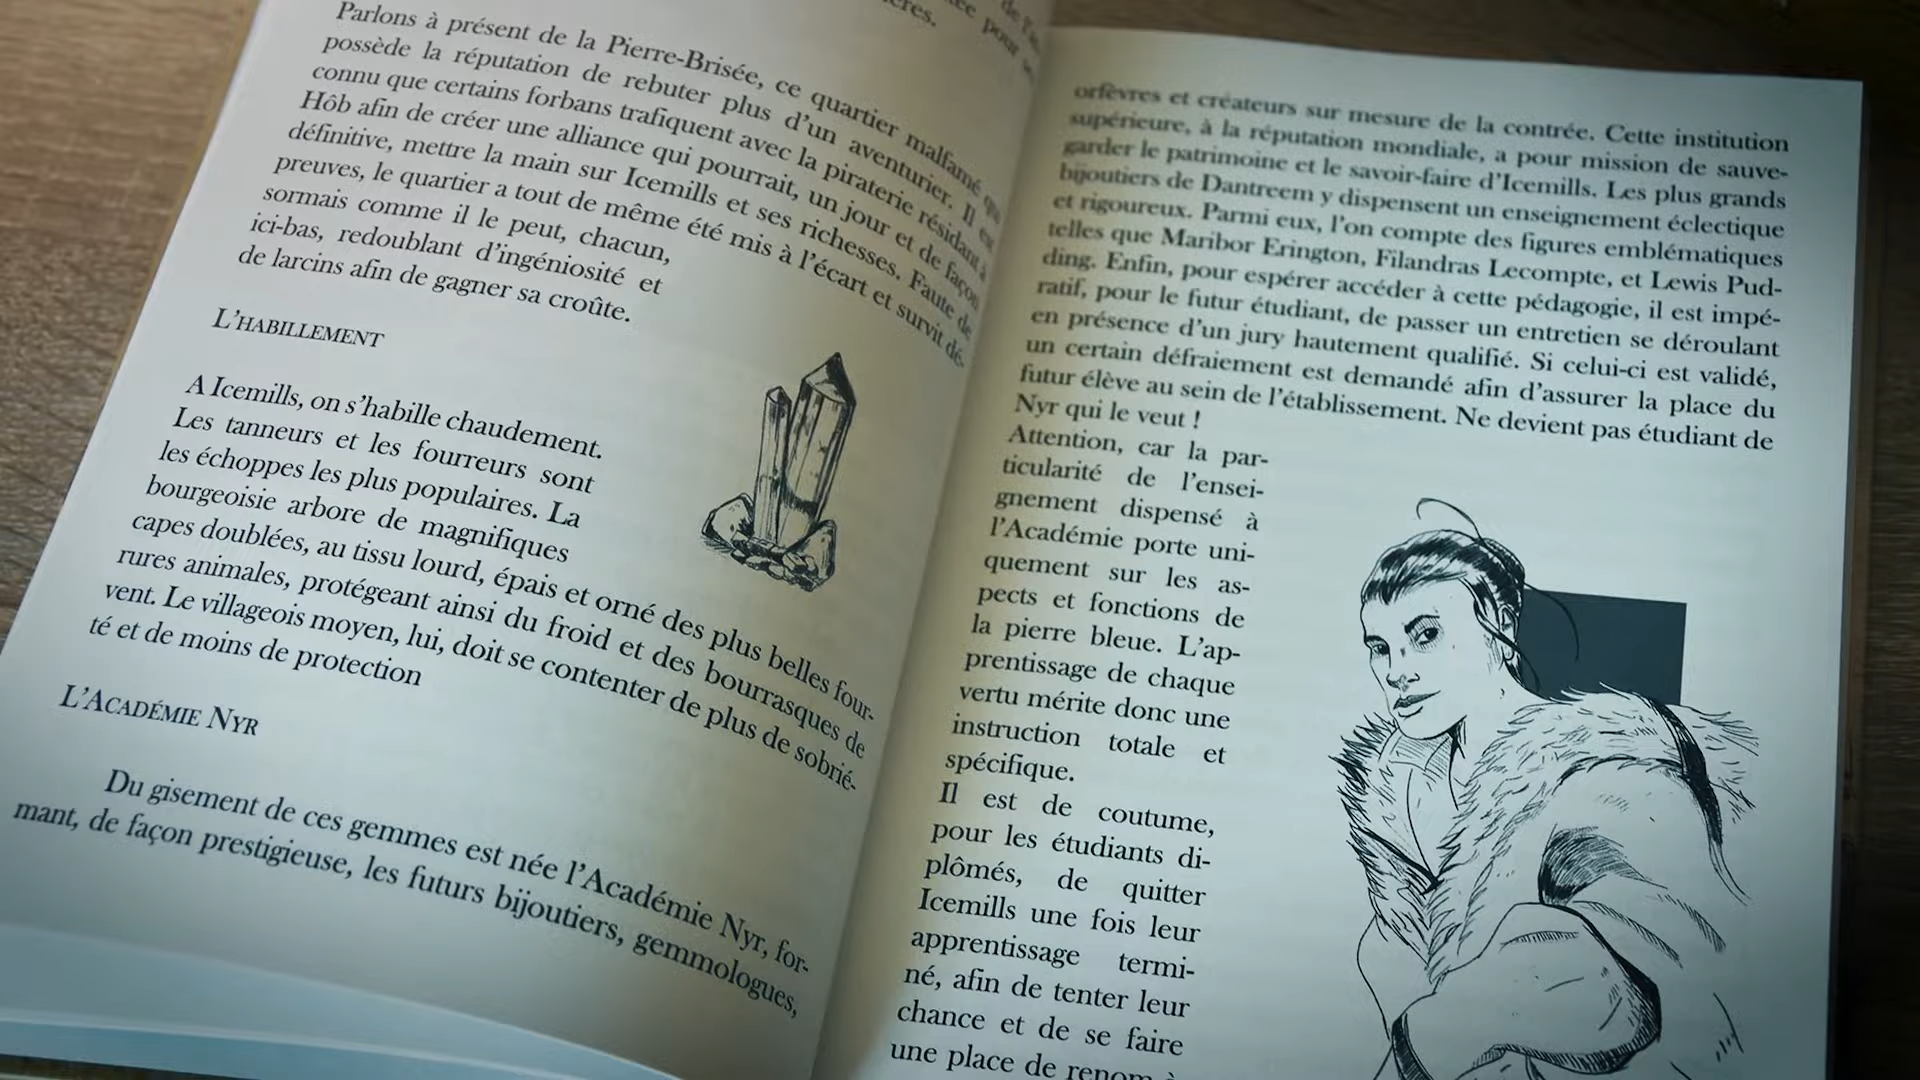 ères.
Parlons à présent de la Pierre-Brisée, ce quartier malfamé
possède la réputation de rebuter plus d'un aventurier. Il est
connu que certains forbans trafiquent avec la piraterie résidant à
Hôb afin de créer une alliance qui pourrait, un jour et de façon
définitive, mettre la main sur Icemills et ses richesses. Faute de
preuves, le quartier a tout de même été mis à l'écart et survit dé-
sormais comme il le peut, chacun,
ici-bas, redoublant d'ingéniosité et
de larcins afin de gagner sa croûte.
L'HABILLEMENT
A Icemills, on s'habille chaudement.
Les tanneurs et les fourreurs sont
les échoppes les plus populaires. La
bourgeoisie arbore de magnifiques
capes doublées, au tissu lourd, épais et orné des plus belles four-
rures animales, protégeant ainsi du froid et des bourrasques de
vent. Le villageois moyen, lui, doit se contenter de plus de sobrié-
té et de moins de protection
L'ACADÉMIE NYR
Du gisement de ces gemmes est née l'Académie Nyr, for-
mant, de façon prestigieuse, les futurs bijoutiers, gemmologues,
orfèvres et créateurs sur mesure de la contrée. Cette institution
supérieure, à la réputation mondiale, a pour mission de sauve-
garder le patrimoine et le savoir-faire d'Icemills. Les plus grands
bijoutiers de Dantreem y dispensent un enseignement éclectique
et rigoureux. Parmi eux, l'on compte des figures emblématiques
telles que Maribor Erington, Filandras Lecompte, et Lewis Pud-
ding. Enfin, pour espérer accéder à cette pédagogie, il est impé-
ratif, pour le futur étudiant, de passer un entretien se déroulant
en présence d'un jury hautement qualifié. Si celui-ci est validé,
un certain défraiement est demandé afin d'assurer la place du
futur élève au sein de l'établissement. Ne devient pas étudiant de
Nyr qui le veut !
Attention, car la par-
ticularité de l'ensei-
gnement dispensé à
l'Académie porte uni-
quement sur les as-
pects et fonctions de
la pierre bleue. L'ap-
prentissage de chaque
vertu mérite donc une
instruction totale et
spécifique.
Il est de coutume,
pour les étudiants di-
plômés, de quitter
Icemills une fois leur
apprentissage termi-
né, afin de tenter leur
chance et de se faire
une place de renom à